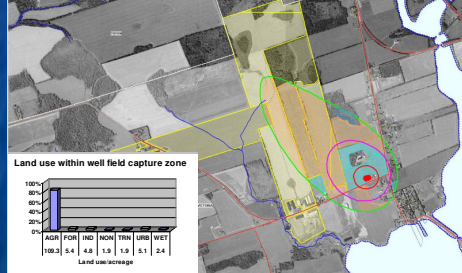 Land use within well field capture zone
100%
80%
60%
40%
20%
0%
AGR FOR IND NON TRN URB WET
109.3 5.4 4.8 1.9 1.9 5.1 2.4
Land use/acreage